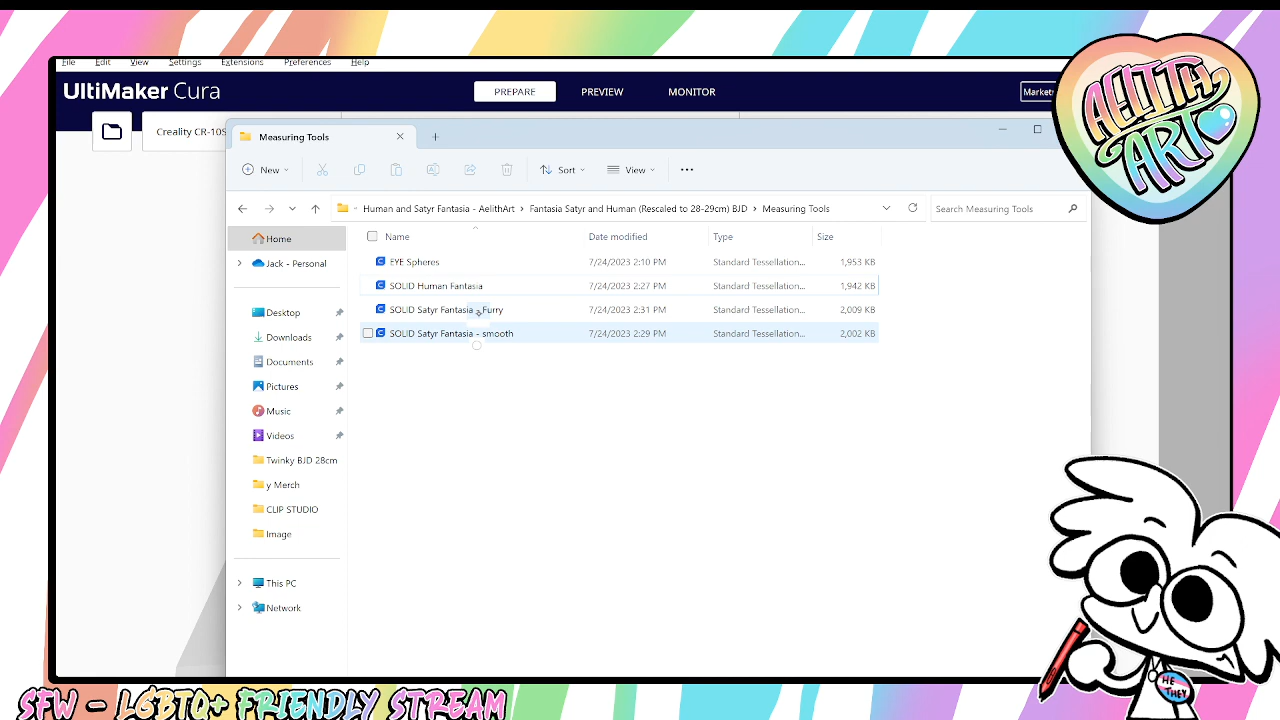 File Edit View Settings Extensions Preferences Help
UltiMaker Cura
PREPARE PREVIEW MONITOR
Creality CR-10S
Measuring Tools
New Sort View
Human and Satyr Fantasia - AelithArt > Fantasia Satyr and Human (Rescaled to 28-29cm) BJD > Measuring Tools
Search Measuring Tools
Name Date modified Type Size
EYE Spheres 7/24/2023 2:10 PM Standard Tessellation... 1,953 KB
SOLID Human Fantasia 7/24/2023 2:27 PM Standard Tessellation... 1,942 KB
SOLID Satyr Fantasia - Furry 7/24/2023 2:31 PM Standard Tessellation... 2,009 KB
SOLID Satyr Fantasia - smooth 7/24/2023 2:29 PM Standard Tessellation... 2,002 KB
Home
Jack - Personal
Desktop
Downloads
Documents
Pictures
Music
Videos
Twinky BJD 28cm
y Merch
CLIP STUDIO
Image
This PC
Network
AELITH
ART
HE
THEY
SFW - LGBTQ+ FRIENDLY STREAM